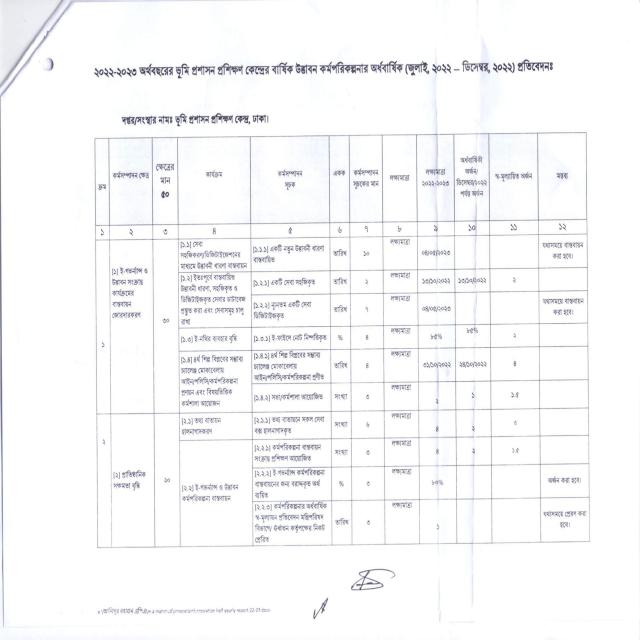 ২০২২-২০২৩ অর্থবছরের ভূমি প্রশাসন প্রশিক্ষণ কেন্দ্রের বার্ষিক উদ্ভাবন কর্মপরিকল্পনার অর্ধবার্ষিক (জুলাই, ২০২২ – ডিসেম্বর, ২০২২) প্রতিবেদনঃ
দপ্তর/সংস্থার নামঃ ভূমি প্রশাসন প্রশিক্ষণ কেন্দ্র, ঢাকা।
ক্রম কর্মসম্পাদন ক্ষেত্র ক্ষেত্রের মান ৫০ কার্যক্রম কর্মসম্পাদন সূচক একক কর্মসম্পাদন সূচকের মান লক্ষ্যমাত্রা লক্ষ্যমাত্রা ২০২২-২০২৩ অর্ধবার্ষিকী অর্জন/ ডিসেম্বর/২০২২ পর্যন্ত অর্জন স্ব-মূল্যায়িত অর্জন মন্তব্য
১ ২ ৩ ৪ ৫ ৬ ৭ ৮ ৯ ১০ ১১ ১২
১ [১] ই-গভর্ন্যান্স ও উদ্ভাবন সংক্রান্ত কার্যক্রমের বাস্তবায়ন জোরদারকরণ ৩০
[১.১] সেবা সহজিকরণ/ডিজিটাইজেশনের মাধ্যমে উদ্ভাবনী ধারণা বাস্তবায়ন [১.১.১] একটি নতুন উদ্ভাবনী ধারণা বাস্তবায়িত তারিখ ১০ লক্ষ্যমাত্রা ০৪/০৫/২০২৩ যথাসময়ে বাস্তবায়ন করা হবে।
[১.২] ইতঃপূর্বে বাস্তবায়িত উদ্ভাবনী ধারণা, সহজিকৃত ও ডিজিটাইজকৃত সেবার ডাটাবেজ প্রস্তুত করা এবং সেবাসমূহ চালু রাখা [১.২.১] একটি সেবা সহজিকৃত তারিখ ২ লক্ষ্যমাত্রা ১৩/১০/২০২২ ১৩/১০/২০২২ ২
[১.২.২] ন্যূনতম একটি সেবা ডিজিটাইজকৃত তারিখ ৭ লক্ষ্যমাত্রা ০৪/০৫/২০২৩ যথাসময়ে বাস্তবায়ন করা হবে।
[১.৩] ই-নথির ব্যবহার বৃদ্ধি [১.৩.১] ই-ফাইলে নোট নিষ্পত্তিকৃত % ৪ লক্ষ্যমাত্রা ৮৫% ৮৫% ২
[১.৪] ৪র্থ শিল্প বিপ্লবের সম্ভাব্য চ্যালেঞ্জ মোকাবেলায় আইন/পলিসি/কর্মপরিকল্পনা প্রণয়ন এবং বিষয়ভিত্তিক কর্মশালা আয়োজন [১.৪.১] ৪র্থ শিল্প বিপ্লবের সম্ভাব্য চ্যালেঞ্জ মোকাবেলায় আইন/পলিসি/কর্মপরিকল্পনা প্রণীত তারিখ ৪ লক্ষ্যমাত্রা ৩১/১০/২০২২ ২৪/১০/২০২২ ৪
[১.৪.২] সভা/কর্মশালা আয়োজিত সংখ্যা ৩ লক্ষ্যমাত্রা ২ ১ ১.৫
২ [২] প্রাতিষ্ঠানিক সক্ষমতা বৃদ্ধি ২০
[২.১] তথ্য বাতায়ন হালনাগাদকরণ [২.১.১] তথ্য বাতায়নে সকল সেবা বক্স হালনাগাদকৃত সংখ্যা ৬ লক্ষ্যমাত্রা ৪ ২ ৩
[২.২] ই-গভর্ন্যান্স ও উদ্ভাবন কর্মপরিকল্পনা বাস্তবায়ন [২.২.১] কর্মপরিকল্পনা বাস্তবায়ন সংক্রান্ত প্রশিক্ষণ আয়োজিত সংখ্যা ৩ লক্ষ্যমাত্রা ৪ ২ ১.৫
[২.২.২] ই-গভর্ন্যান্স কর্মপরিকল্পনা বাস্তবায়নের জন্য বরাদ্দকৃত অর্থ ব্যয়িত % ৩ লক্ষ্যমাত্রা ৮০% অর্জন করা হবে।
[২.২.৩] কর্মপরিকল্পনার অর্ধবার্ষিক স্ব-মূল্যায়ন প্রতিবেদন মন্ত্রিপরিষদ বিভাগে/ ঊর্ধ্বতন কর্তৃপক্ষের নিকট প্রেরিত তারিখ ৩ লক্ষ্যমাত্রা ১ যথাসময়ে প্রেরণ করা হবে।